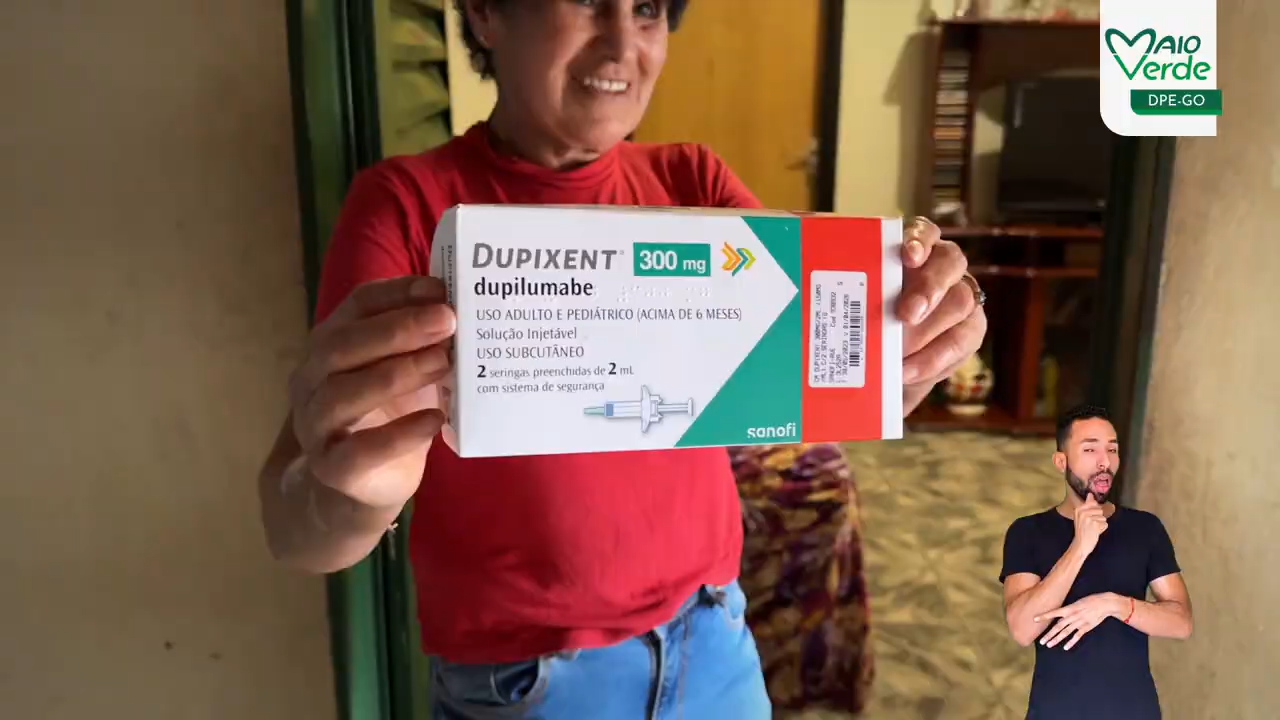 MAIO
Verde
DPE-GO
DUPIXENT® 300 mg
dupilumabe
USO ADULTO E PEDIÁTRICO (ACIMA DE 6 MESES)
Solução Injetável
USO SUBCUTÂNEO
2 seringas preenchidas de 2 mL
com sistema de segurança
sanofi